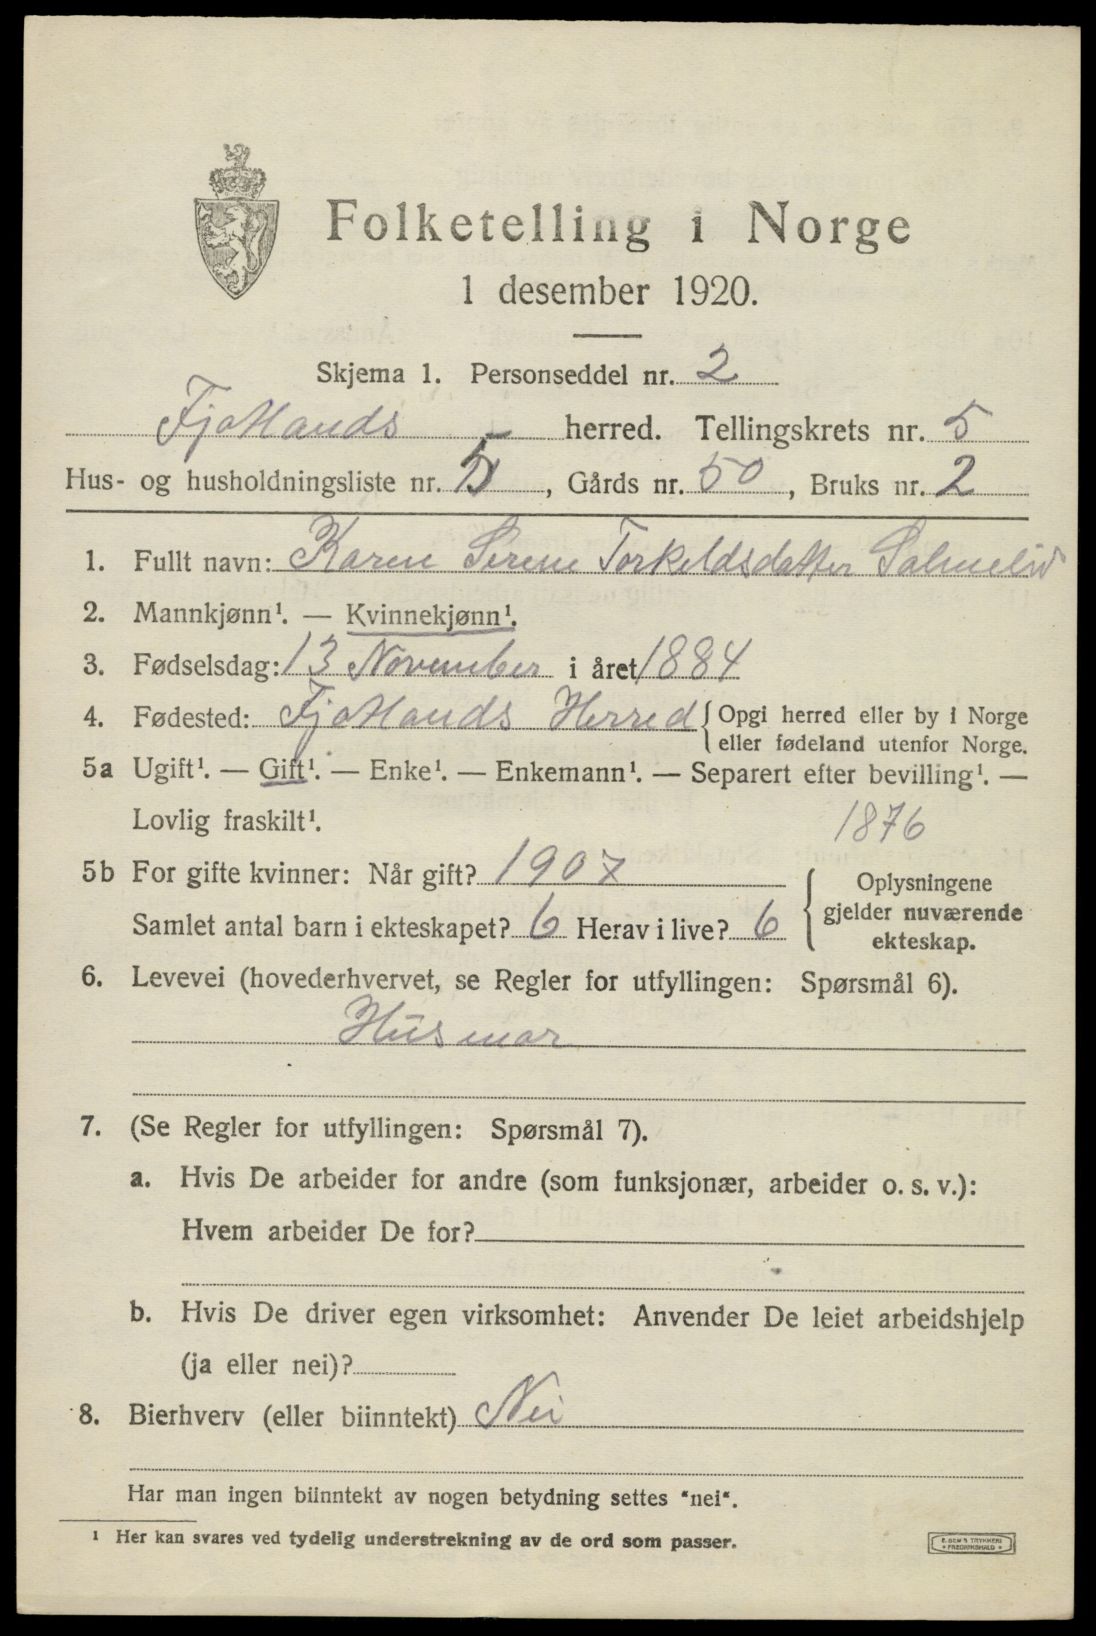 Folketelling i Norge
1 desember 1920.
Skjema 1. Personseddel nr. 2
Fjotlands herred. Tellingskrets nr. 5
Hus- og husholdningsliste nr. 5, Gårds nr. 50, Bruks nr. 2
1. Fullt navn: Karen Serene Torkeldsdatter Salmelid
2. Mannkjønn¹. — Kvinnekjønn¹.
3. Fødselsdag: 13 November i året 1884
4. Fødested: Fjotlands Herred { Opgi herred eller by i Norge
eller fødeland utenfor Norge.
5a Ugift¹. — Gift¹. — Enke¹. — Enkemann¹. — Separert efter bevilling¹. —
Lovlig fraskilt¹.
1876
5b For gifte kvinner: Når gift? 1907
Samlet antal barn i ekteskapet? 6 Herav i live? 6
{ Oplysningene
gjelder nuværende
ekteskap.
6. Levevei (hovederhvervet, se Regler for utfyllingen: Spørsmål 6).
Husmor
7. (Se Regler for utfyllingen: Spørsmål 7).
a. Hvis De arbeider for andre (som funksjonær, arbeider o. s. v.):
Hvem arbeider De for?
b. Hvis De driver egen virksomhet: Anvender De leiet arbeidshjelp
(ja eller nei)?
8. Bierhverv (eller biinntekt) Nei
Har man ingen biinntekt av nogen betydning settes "nei".
¹ Her kan svares ved tydelig understrekning av de ord som passer.
E. SEM'S TRYKKERI
• FREDRIKSHALD •